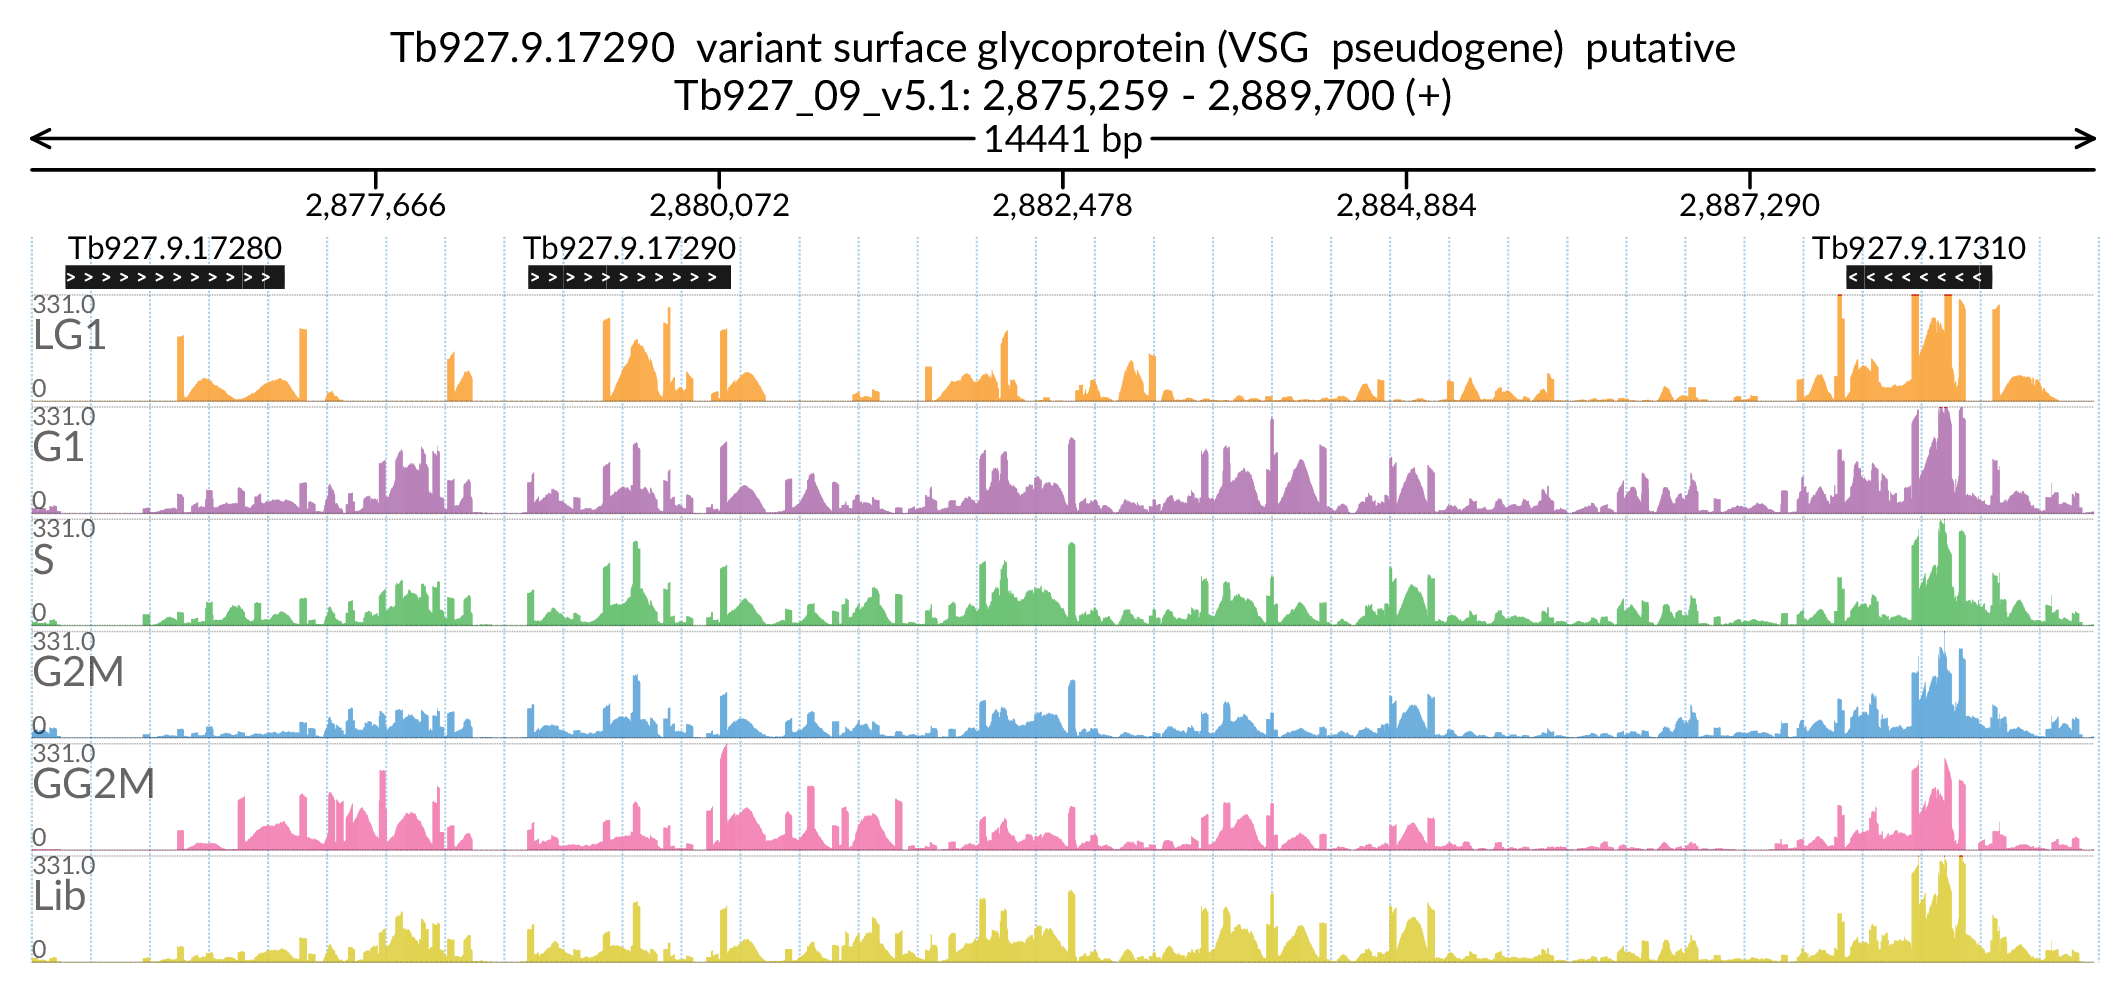 Tb927.9.17290  variant surface glycoprotein (VSG  pseudogene)  putative
Tb927_09_v5.1: 2,875,259 - 2,889,700 (+)
14441 bp
2,877,666 2,880,072 2,882,478 2,884,884 2,887,290
Tb927.9.17280 Tb927.9.17290 Tb927.9.17310
331.0
LG1
0
331.0
G1
0
331.0
S
0
331.0
G2M
0
331.0
GG2M
0
331.0
Lib
0